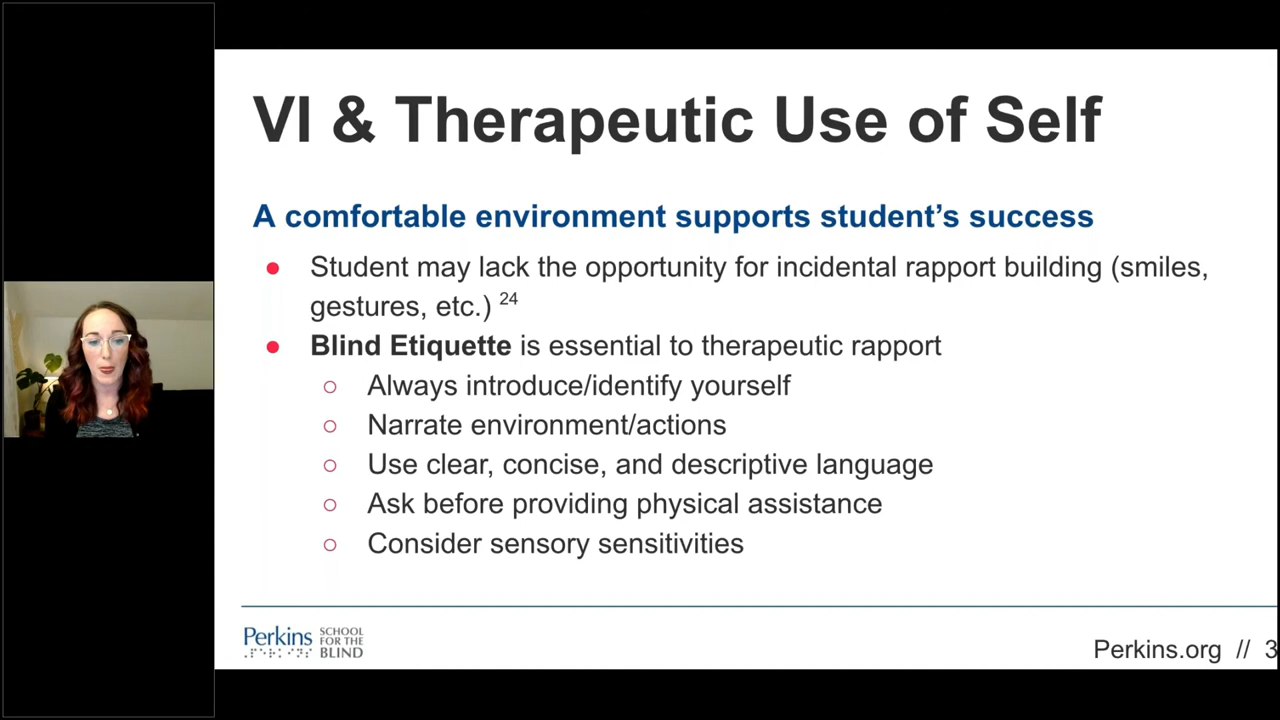 VI & Therapeutic Use of Self
A comfortable environment supports student’s success
● Student may lack the opportunity for incidental rapport building (smiles,
gestures, etc.) 24
● Blind Etiquette is essential to therapeutic rapport
○ Always introduce/identify yourself
○ Narrate environment/actions
○ Use clear, concise, and descriptive language
○ Ask before providing physical assistance
○ Consider sensory sensitivities
Perkins SCHOOL
FOR THE
BLIND
Perkins.org // 3